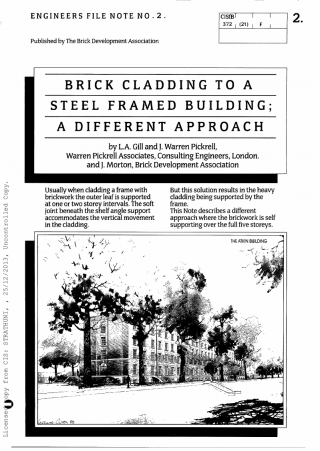 ENGINEERS FILE NOTE NO. 2.
CI/SfB
372 (21) F
2.
Published by The Brick Development Association
BRICK CLADDING TO A
STEEL FRAMED BUILDING;
A DIFFERENT APPROACH
by L.A. Gill and J. Warren Pickrell,
Warren Pickrell Associates, Consulting Engineers, London.
and J. Morton, Brick Development Association
Usually when cladding a frame with
brickwork the outer leaf is supported
at one or two storey intervals. The soft
joint beneath the shelf angle support
accommodates the vertical movement
in the cladding.
But this solution results in the heavy
cladding being supported by the
frame.
This Note describes a different
approach where the brickwork is self
supporting over the full five storeys.
THE ATKIN BUILDING
Licensed copy from CIS: STRATHUNI, , 25/12/2013, Uncontrolled Copy.